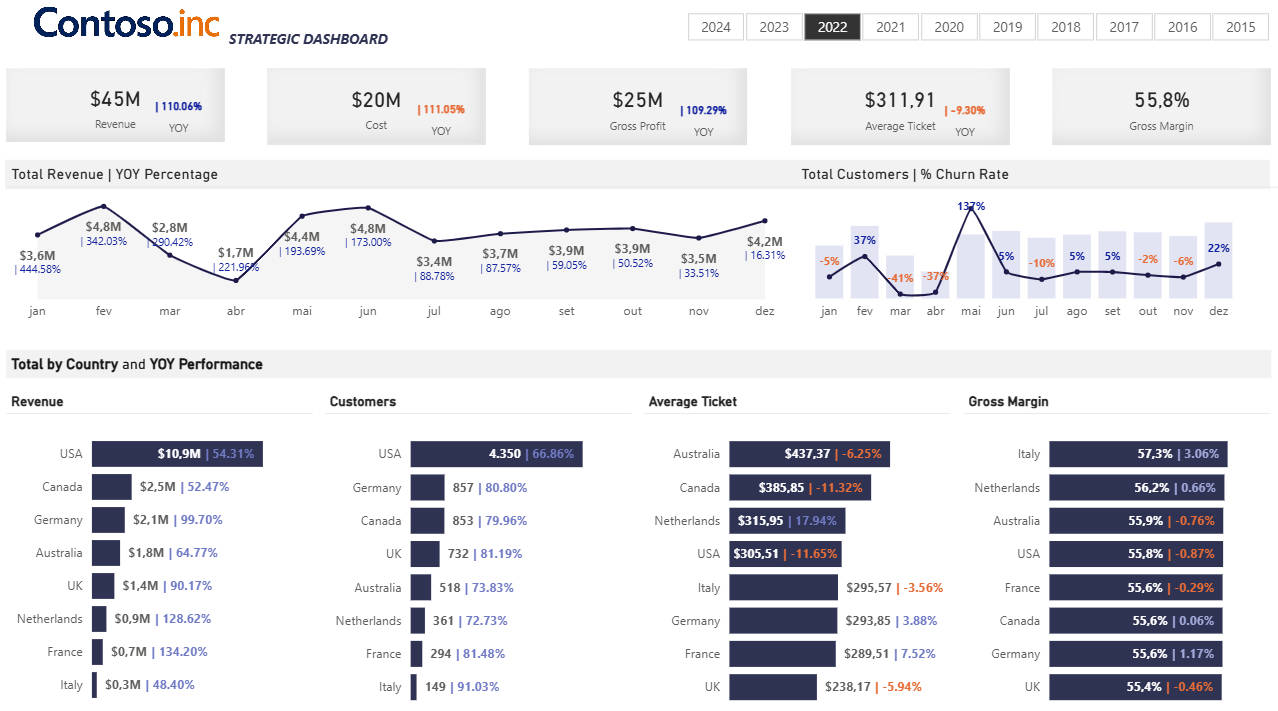 Contoso.inc STRATEGIC DASHBOARD
2024 2023 2022 2021 2020 2019 2018 2017 2016 2015
$45M | 110.06%
Revenue YOY
$20M | 111.05%
Cost YOY
$25M | 109.29%
Gross Profit YOY
$311,91 | -9.30%
Average Ticket YOY
55,8%
Gross Margin
Total Revenue | YOY Percentage
$3,6M
| 444.58%
$4,8M
| 342.03%
$2,8M
| 290.42%
$1,7M
| 221.96%
$4,4M
| 193.69%
$4,8M
| 173.00%
$3,4M
| 88.78%
$3,7M
| 87.57%
$3,9M
| 59.05%
$3,9M
| 50.52%
$3,5M
| 33.51%
$4,2M
| 16.31%
jan fev mar abr mai jun jul ago set out nov dez
Total Customers | % Churn Rate
-5% 37% -41% -37% 137% 5% -10% 5% 5% -2% -6% 22%
jan fev mar abr mai jun jul ago set out nov dez
Total by Country and YOY Performance
Revenue
USA $10,9M | 54.31%
Canada $2,5M | 52.47%
Germany $2,1M | 99.70%
Australia $1,8M | 64.77%
UK $1,4M | 90.17%
Netherlands $0,9M | 128.62%
France $0,7M | 134.20%
Italy $0,3M | 48.40%
Customers
USA 4.350 | 66.86%
Germany 857 | 80.80%
Canada 853 | 79.96%
UK 732 | 81.19%
Australia 518 | 73.83%
Netherlands 361 | 72.73%
France 294 | 81.48%
Italy 149 | 91.03%
Average Ticket
Australia $437,37 | -6.25%
Canada $385,85 | -11.32%
Netherlands $315,95 | 17.94%
USA $305,51 | -11.65%
Italy $295,57 | -3.56%
Germany $293,85 | 3.88%
France $289,51 | 7.52%
UK $238,17 | -5.94%
Gross Margin
Italy 57,3% | 3.06%
Netherlands 56,2% | 0.66%
Australia 55,9% | -0.76%
USA 55,8% | -0.87%
France 55,6% | -0.29%
Canada 55,6% | 0.06%
Germany 55,6% | 1.17%
UK 55,4% | -0.46%